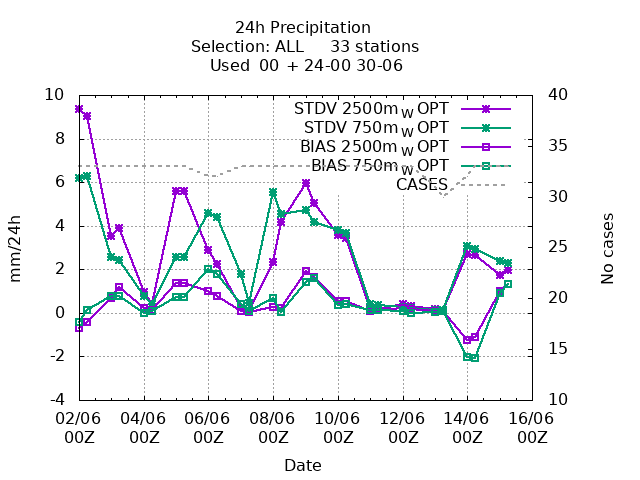 24h Precipitation
Selection: ALL 33 stations
Used 00 + 24-00 30-06
STDV 2500m w OPT
STDV 750m w OPT
BIAS 2500m w OPT
BIAS 750m w OPT
CASES
10
8
6
4
2
0
-2
-4
mm/24h
40
35
30
25
20
15
10
No cases
02/06 04/06 06/06 08/06 10/06 12/06 14/06 16/06
00Z 00Z 00Z 00Z 00Z 00Z 00Z 00Z
Date